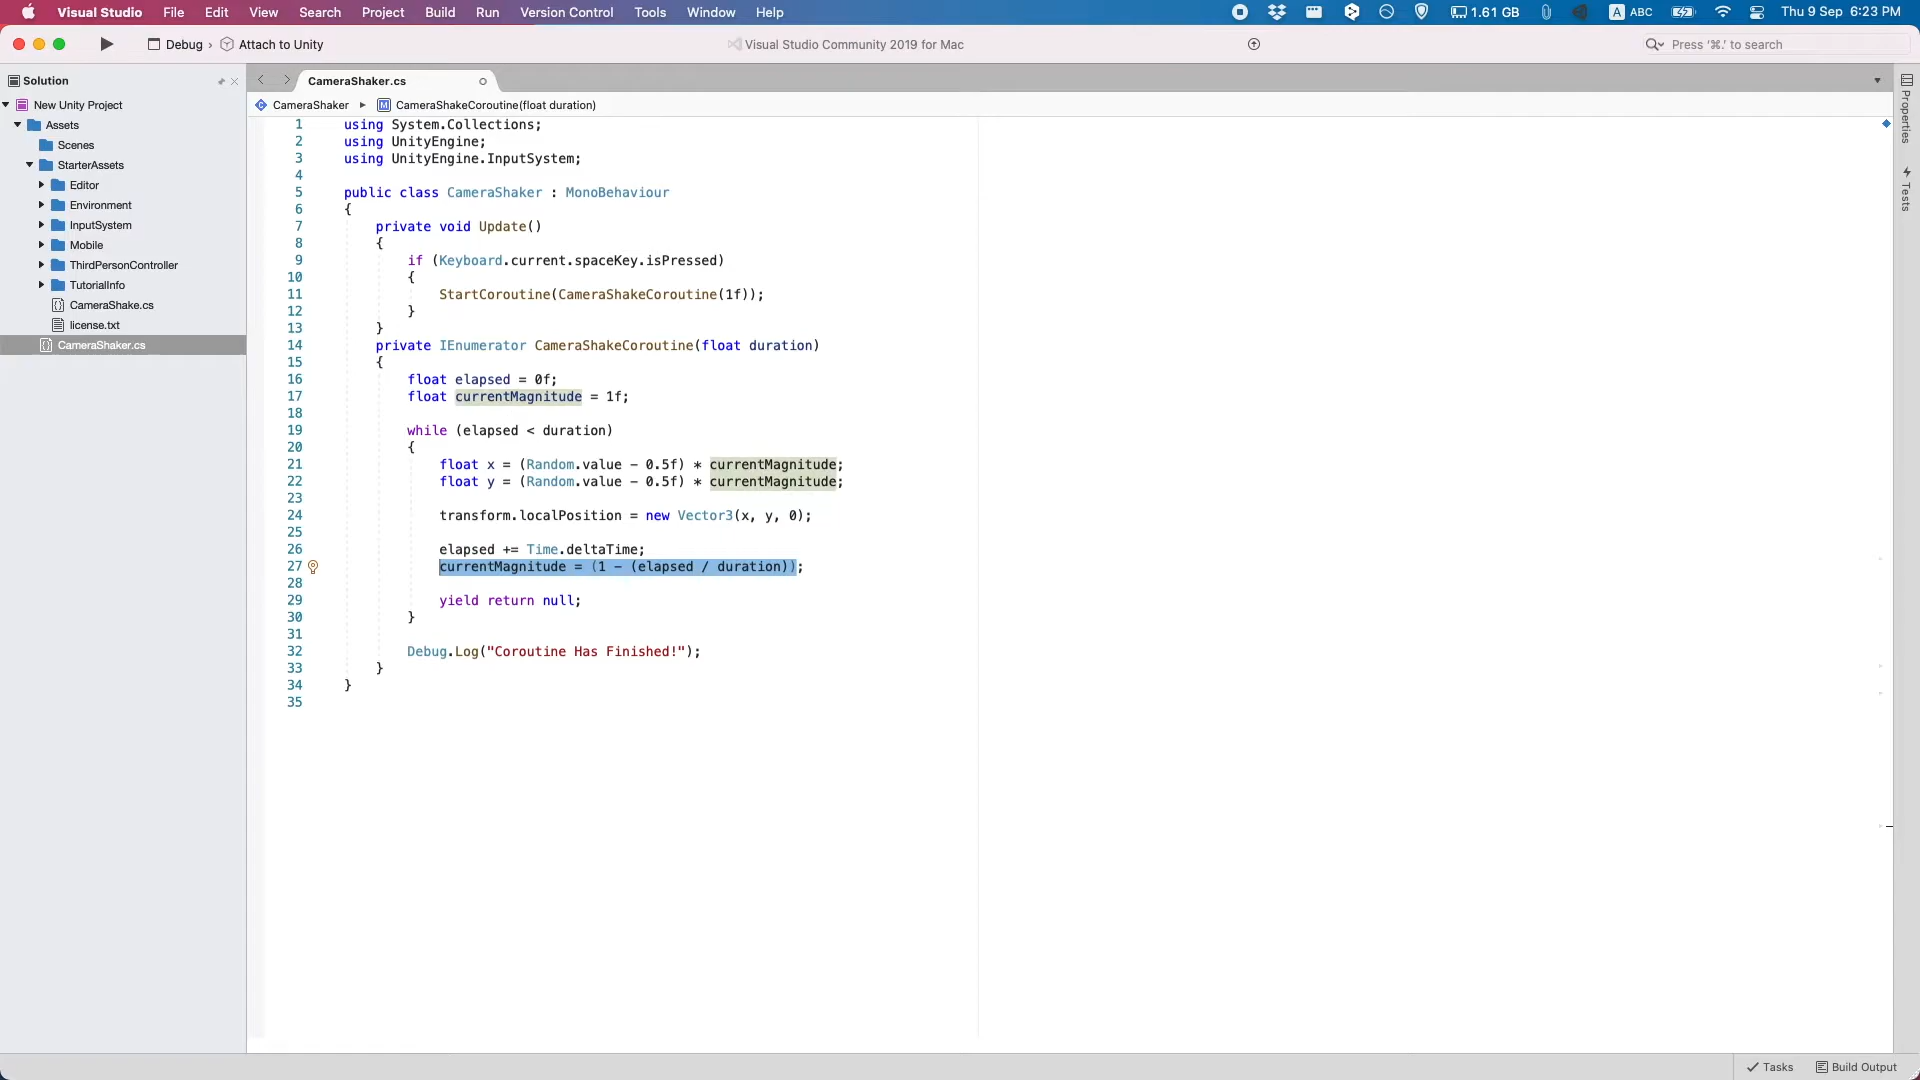 Visual Studio File Edit View Search Project Build Run Version Control Tools Window Help 1.61 GB A ABC Thu 9 Sep 6:23 PM
Debug › Attach to Unity Visual Studio Community 2019 for Mac Press '⌘.' to search
Solution
New Unity Project
Assets
Scenes
StarterAssets
Editor
Environment
InputSystem
Mobile
ThirdPersonController
TutorialInfo
CameraShake.cs
license.txt
CameraShaker.cs
CameraShaker.cs
CameraShaker ▸ M CameraShakeCoroutine(float duration)
1 using System.Collections;
2 using UnityEngine;
3 using UnityEngine.InputSystem;
4
5 public class CameraShaker : MonoBehaviour
6 {
7 private void Update()
8 {
9 if (Keyboard.current.spaceKey.isPressed)
10 {
11 StartCoroutine(CameraShakeCoroutine(1f));
12 }
13 }
14 private IEnumerator CameraShakeCoroutine(float duration)
15 {
16 float elapsed = 0f;
17 float currentMagnitude = 1f;
18
19 while (elapsed < duration)
20 {
21 float x = (Random.value - 0.5f) * currentMagnitude;
22 float y = (Random.value - 0.5f) * currentMagnitude;
23
24 transform.localPosition = new Vector3(x, y, 0);
25
26 elapsed += Time.deltaTime;
27 currentMagnitude = (1 - (elapsed / duration));
28
29 yield return null;
30 }
31
32 Debug.Log("Coroutine Has Finished!");
33 }
34 }
35
Properties
Tests
Tasks Build Output